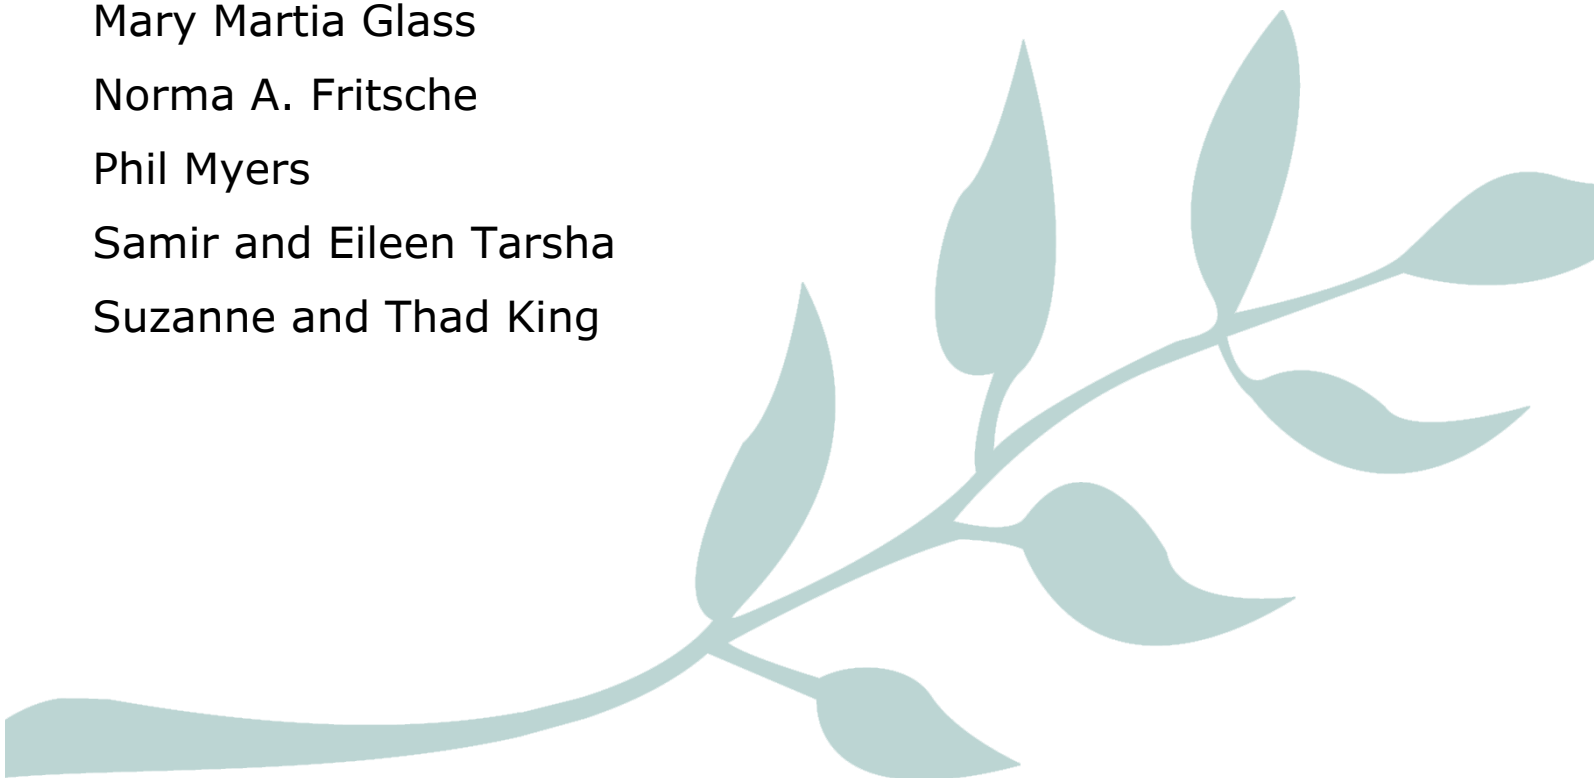 Mary Martia Glass
Norma A. Fritsche
Phil Myers
Samir and Eileen Tarsha
Suzanne and Thad King